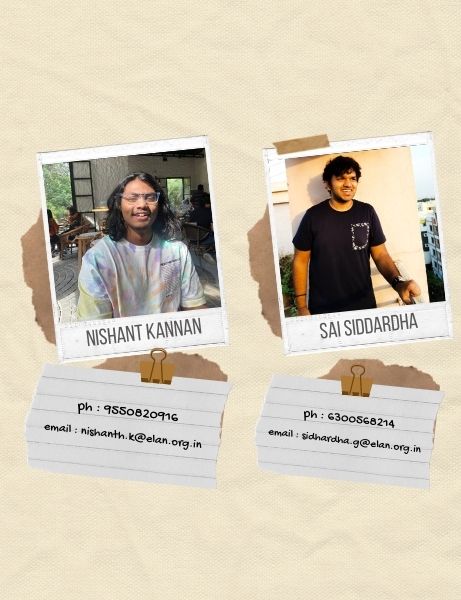 NISHANT KANNAN
ph : 9550820916
email : nishanth.k@elan.org.in
SAI SIDDARDHA
ph : 6300568214
email : sidhardha.g@elan.org.in